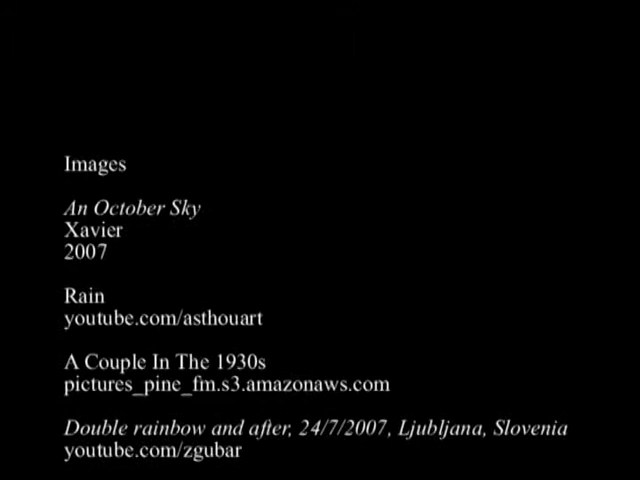 Images
An October Sky
Xavier
2007
Rain
youtube.com/asthouart
A Couple In The 1930s
pictures_pine_fm.s3.amazonaws.com
Double rainbow and after, 24/7/2007, Ljubljana, Slovenia
youtube.com/zgubar